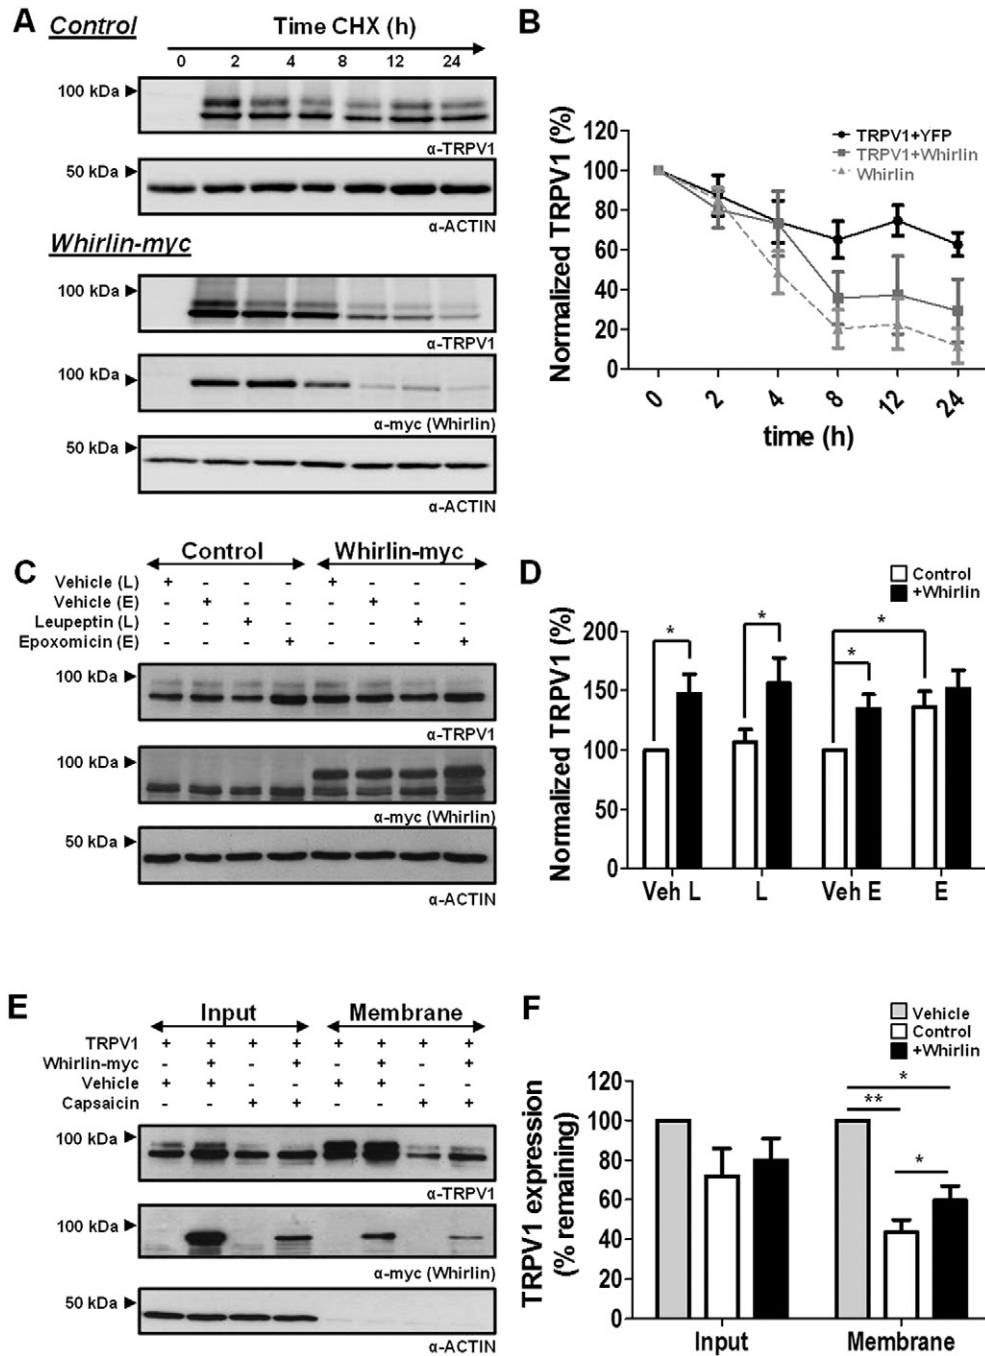 A Control Time CHX (h)
0 2 4 8 12 24
100 kDa
α-TRPV1
50 kDa
α-ACTIN
Whirlin-myc
100 kDa
α-TRPV1
100 kDa
α-myc (Whirlin)
50 kDa
α-ACTIN
B
Normalized TRPV1 (%)
120
100
80
60
40
20
0
TRPV1+YFP
TRPV1+Whirlin
Whirlin
0 2 4 8 12 24
time (h)
C
Control Whirlin-myc
Vehicle (L) + - - - + - - -
Vehicle (E) - + - - - + - -
Leupeptin (L) - - + - - - + -
Epoxomicin (E) - - - + - - - +
100 kDa
α-TRPV1
100 kDa
α-myc (Whirlin)
50 kDa
α-ACTIN
D
Control
+Whirlin
Normalized TRPV1 (%)
200
150
100
50
0
* * * *
Veh L L Veh E E
E
Input Membrane
TRPV1 + + + + + + + +
Whirlin-myc - + - + - + - +
Vehicle + + - - + + - -
Capsaicin - - + + - - + +
100 kDa
α-TRPV1
100 kDa
α-myc (Whirlin)
50 kDa
α-ACTIN
F
Vehicle
Control
+Whirlin
TRPV1 expression
(% remaining)
120
100
80
60
40
20
0
*
**
*
Input Membrane